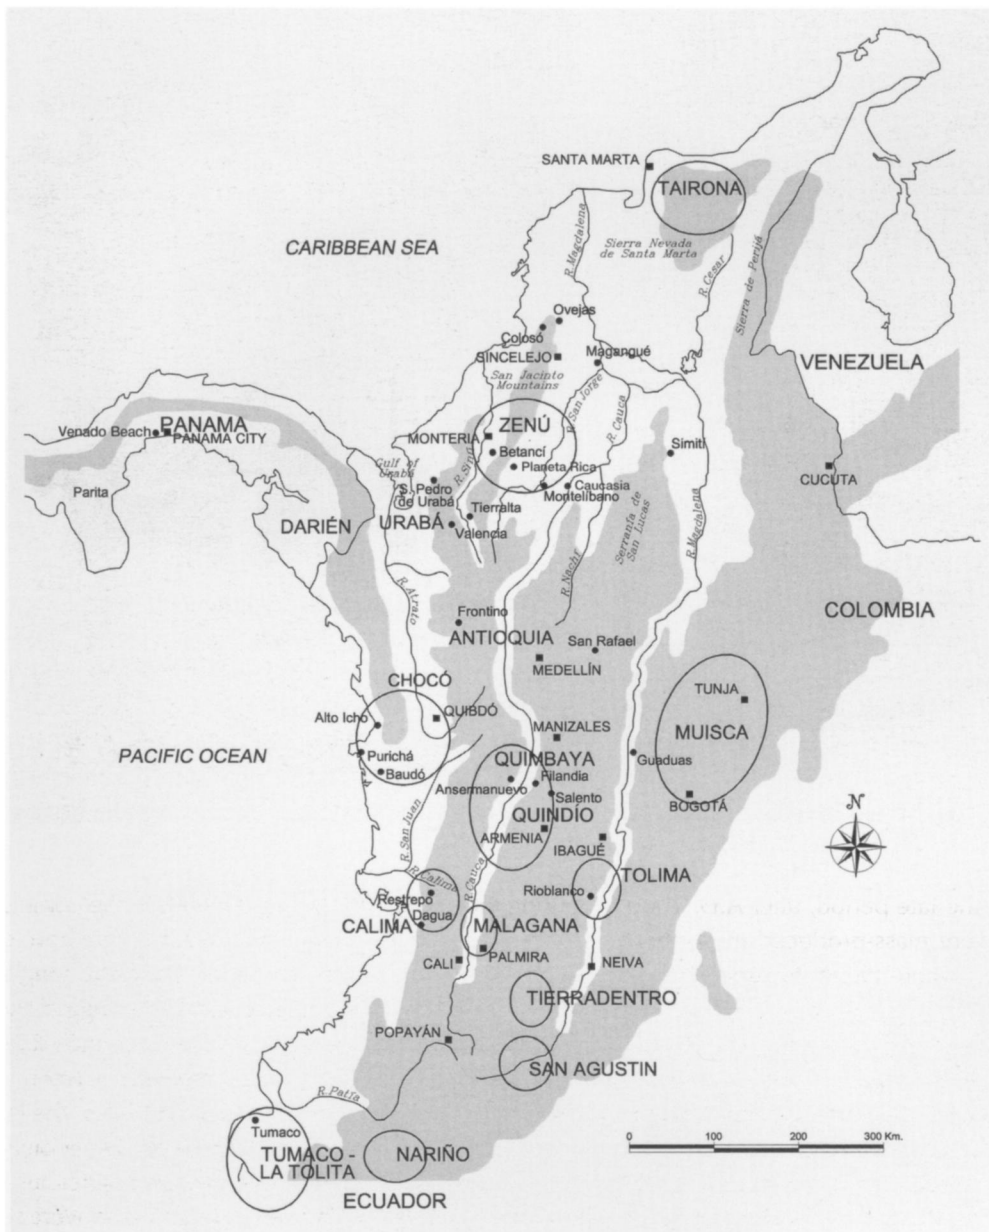 SANTA MARTA
TAIRONA
CARIBBEAN SEA
R. Magdalena
Sierra Nevada
de Santa Marta
R. Cesar
Sierra de Perijá
Ovejas
Colosó
SINCELEJO
Magangué
VENEZUELA
San Jacinto
Mountains
R. San Jorge
R. Cauca
PANAMA
Venado Beach
PANAMA CITY
ZENÚ
MONTERIA
Betancí
Simití
Gulf of
Urabá
R. Sinú
Planeta Rica
CUCUTA
Parita
S. Pedro
de Urabá
Caucasia
Montelíbano
DARIÉN
URABÁ
Tierralta
Valencia
Serranía de
San Lucas
R. Magdalena
R. Nechí
R. Atrato
COLOMBIA
Frontino
ANTIOQUIA
San Rafael
MEDELLÍN
CHOCÓ
TUNJA
Alto Icho
QUIBDÓ
MANIZALES
MUISCA
PACIFIC OCEAN
Purichá
QUIMBAYA
Guaduas
Baudó
Filandia
Ansermanuevo
Salento
BOGOTÁ
N
QUINDÍO
R. San Juan
ARMENIA
IBAGUÉ
R. Calima
R. Cauca
TOLIMA
Restrepo
Rioblanco
Dagua
CALIMA
MALAGANA
CALI
PALMIRA
NEIVA
TIERRADENTRO
POPAYÁN
SAN AGUSTIN
R. Patía
Tumaco
TUMACO -
LA TOLITA
NARIÑO
0 100 200 300 Km.
ECUADOR